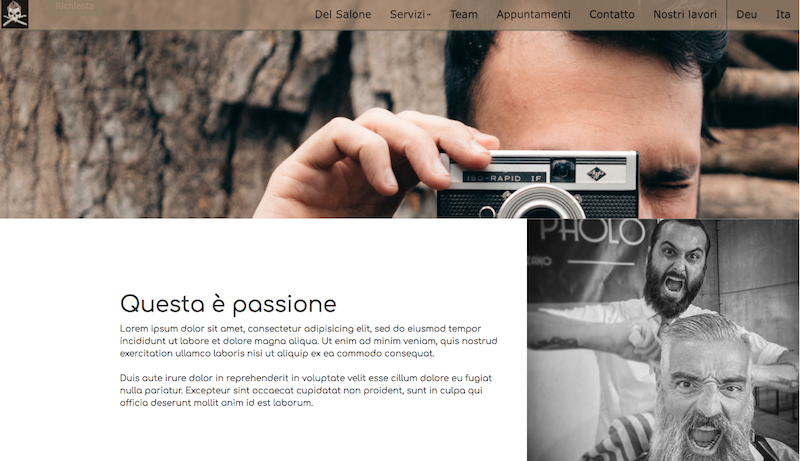 Richiesta
Del Salone Servizi Team Appuntamenti Contatto Nostri lavori Deu Ita
ISO-RAPID IF
Agfa
PHOLO
Questa è passione
Lorem ipsum dolor sit amet, consectetur adipisicing elit, sed do eiusmod tempor
incididunt ut labore et dolore magna aliqua. Ut enim ad minim veniam, quis nostrud
exercitation ullamco laboris nisi ut aliquip ex ea commodo consequat.
Duis aute irure dolor in reprehenderit in voluptate velit esse cillum dolore eu fugiat
nulla pariatur. Excepteur sint occaecat cupidatat non proident, sunt in culpa qui
officia deserunt mollit anim id est laborum.